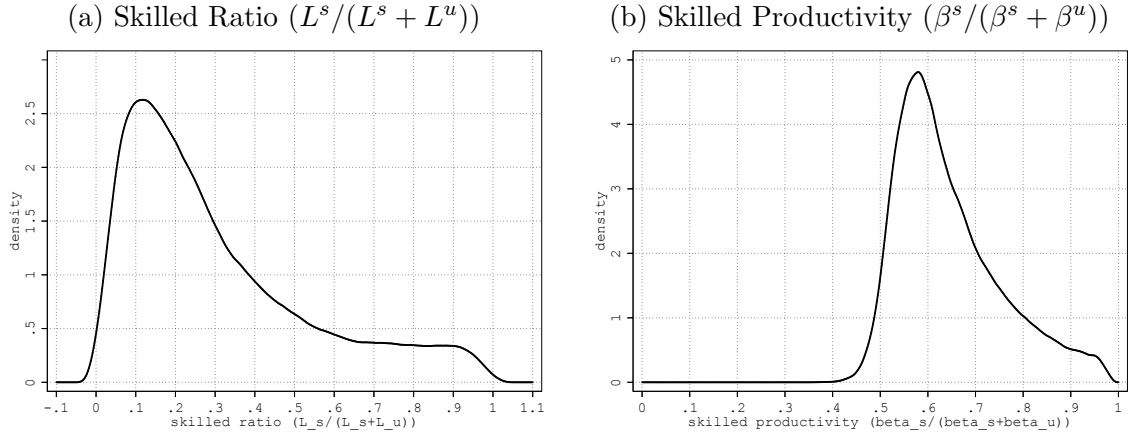 (a) Skilled Ratio (L^s/(L^s + L^u))
density
2.5
2
1.5
1
.5
0
-.1 0 .1 .2 .3 .4 .5 .6 .7 .8 .9 1 1.1
skilled ratio (L_s/(L_s+L_u))
(b) Skilled Productivity (β^s/(β^s + β^u))
density
5
4
3
2
1
0
0 .1 .2 .3 .4 .5 .6 .7 .8 .9 1
skilled productivity (beta_s/(beta_s+beta_u))